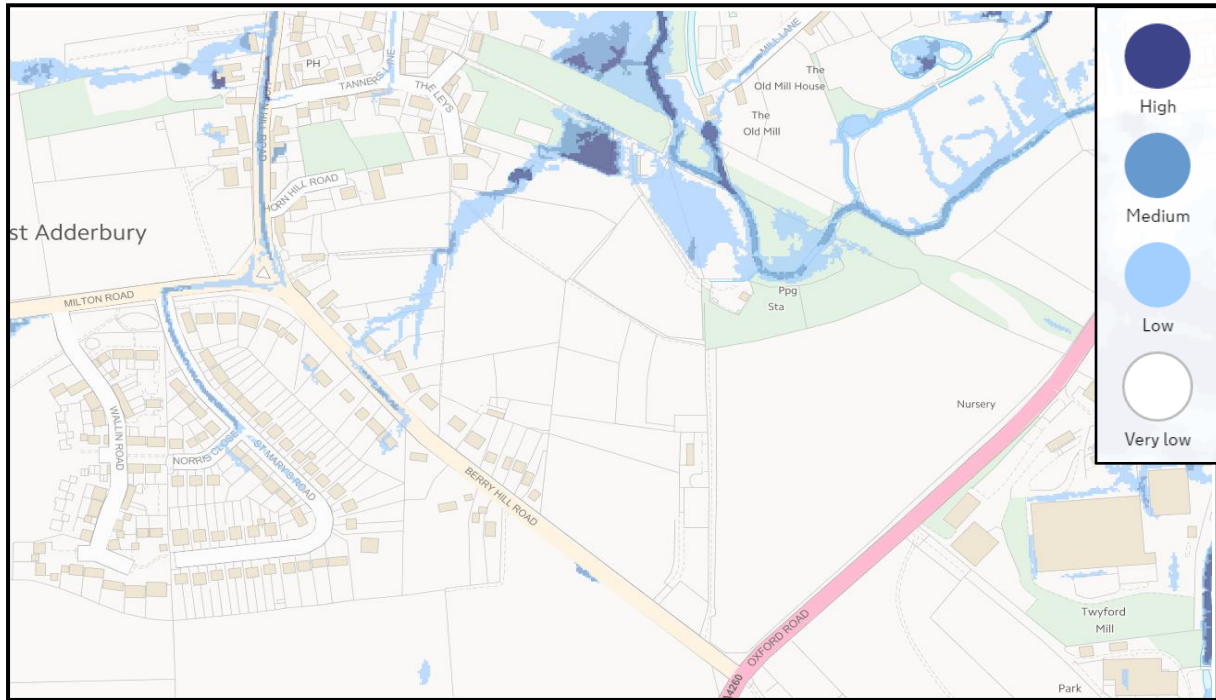 PH
TANNERS LANE
THE LEYS
MILL LANE
The
Old Mill House
The
Old Mill
High
Medium
Low
Very low
HORN HILL ROAD
st Adderbury
MILTON ROAD
Ppg
Sta
Nursery
WALLIN ROAD
NORRIS CLOSE
ST MARY'S ROAD
BERRY HILL ROAD
OXFORD ROAD
A4260
Twyford
Mill
Park